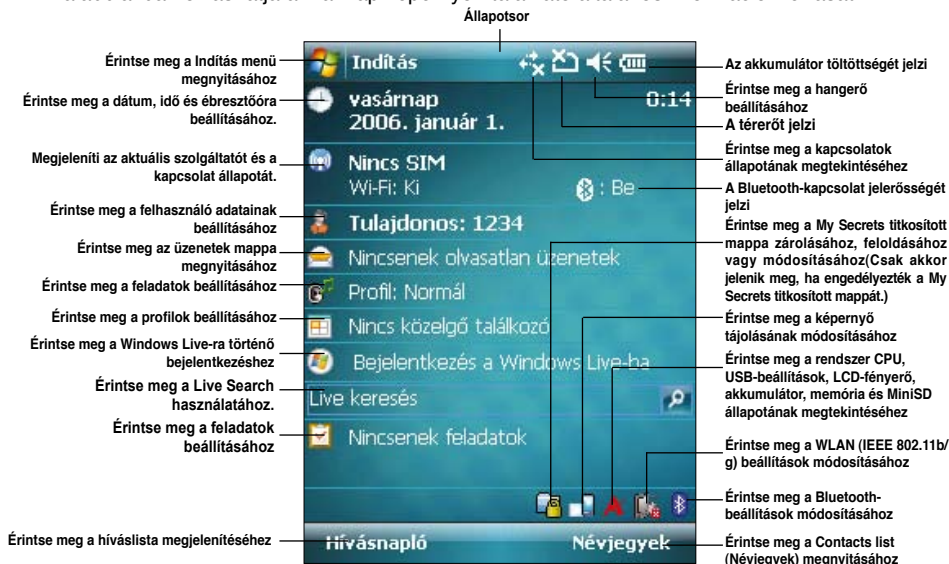 Állapotsor
Érintse meg a Indítás menü
megnyitásához
Érintse meg a dátum, idő és ébresztőóra
beállításához.
Megjeleníti az aktuális szolgáltatót és a
kapcsolat állapotát.
Érintse meg a felhasználó adatainak
beállításához
Érintse meg az üzenetek mappa
megnyitásához
Érintse meg a feladatok beállításához
Érintse meg a profilok beállításához
Érintse meg a Windows Live-ra történő
bejelentkezéshez
Érintse meg a Live Search
használatához.
Érintse meg a feladatok
beállításához
Érintse meg a híváslista megjelenítéséhez
Indítás
vasárnap
0:14
2006. január 1.
Nincs SIM
Wi-Fi: Ki
: Be
Tulajdonos: 1234
Nincsenek olvasatlan üzenetek
Profil: Normál
Nincs közelgő találkozó
Bejelentkezés a Windows Live-ba
Live keresés
Nincsenek feladatok
Hívásnapló
Névjegyek
Az akkumulátor töltöttségét jelzi
Érintse meg a hangerő
beállításához
A térerőt jelzi
Érintse meg a kapcsolatok
állapotának megtekintéséhez
A Bluetooth-kapcsolat jelerősségét
jelzi
Érintse meg a My Secrets titkosított
mappa zárolásához, feloldásához
vagy módosításához(Csak akkor
jelenik meg, ha engedélyezték a My
Secrets titkosított mappát.)
Érintse meg a képernyő
tájolásának módosításához
Érintse meg a rendszer CPU,
USB-beállítások, LCD-fényerő,
akkumulátor, memória és MiniSD
állapotának megtekintéséhez
Érintse meg a WLAN (IEEE 802.11b/
g) beállítások módosításához
Érintse meg a Bluetooth-
beállítások módosításához
Érintse meg a Contacts list
(Névjegyek) megnyitásához